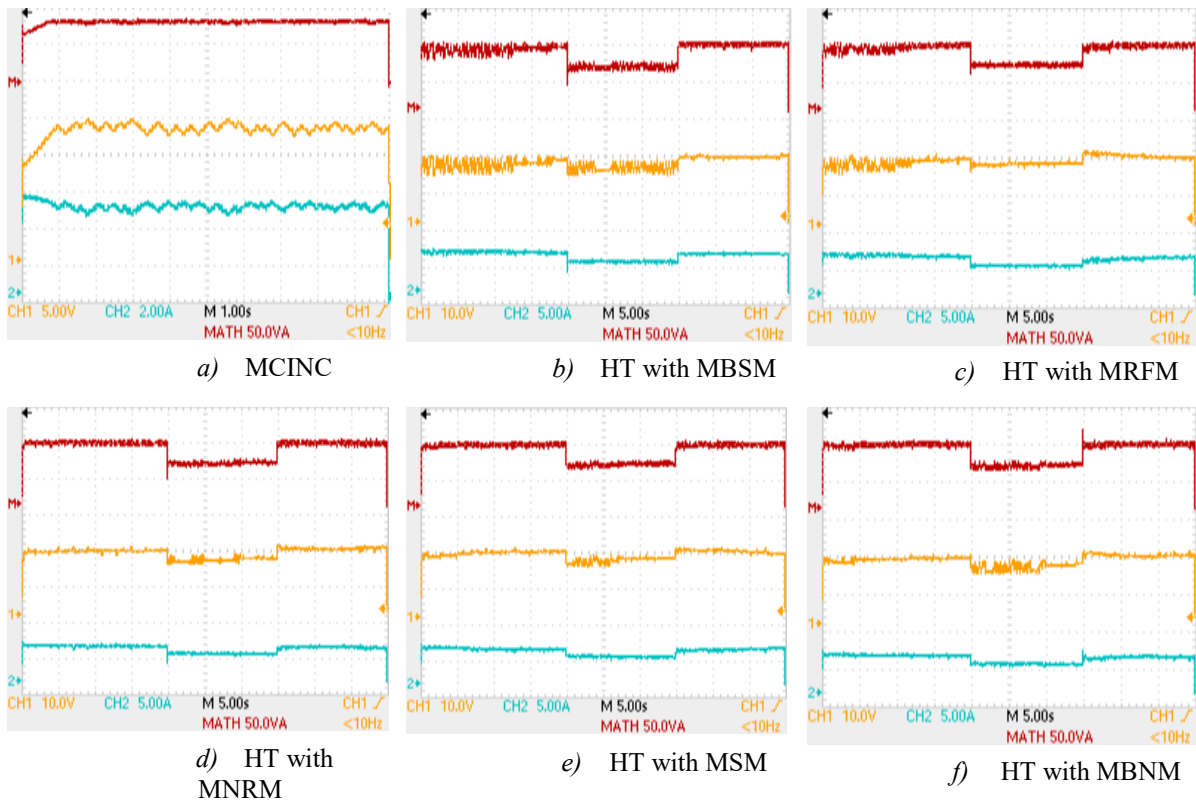 M
1
2
CH1 5.00V CH2 2.00A M 1.00s CH1
MATH 50.0VA <10Hz
a) MCINC
M
1
2
CH1 10.0V CH2 5.00A M 5.00s CH1
MATH 50.0VA <10Hz
b) HT with MBSM
M
1
2
CH1 10.0V CH2 5.00A M 5.00s CH1
MATH 50.0VA <10Hz
c) HT with MRFM
M
1
2
CH1 10.0V CH2 5.00A M 5.00s CH1
MATH 50.0VA <10Hz
d) HT with
MNRM
M
1
2
CH1 10.0V CH2 5.00A M 5.00s CH1
MATH 50.0VA <10Hz
e) HT with MSM
M
1
2
CH1 10.0V CH2 5.00A M 5.00s CH1
MATH 50.0VA <10Hz
f) HT with MBNM